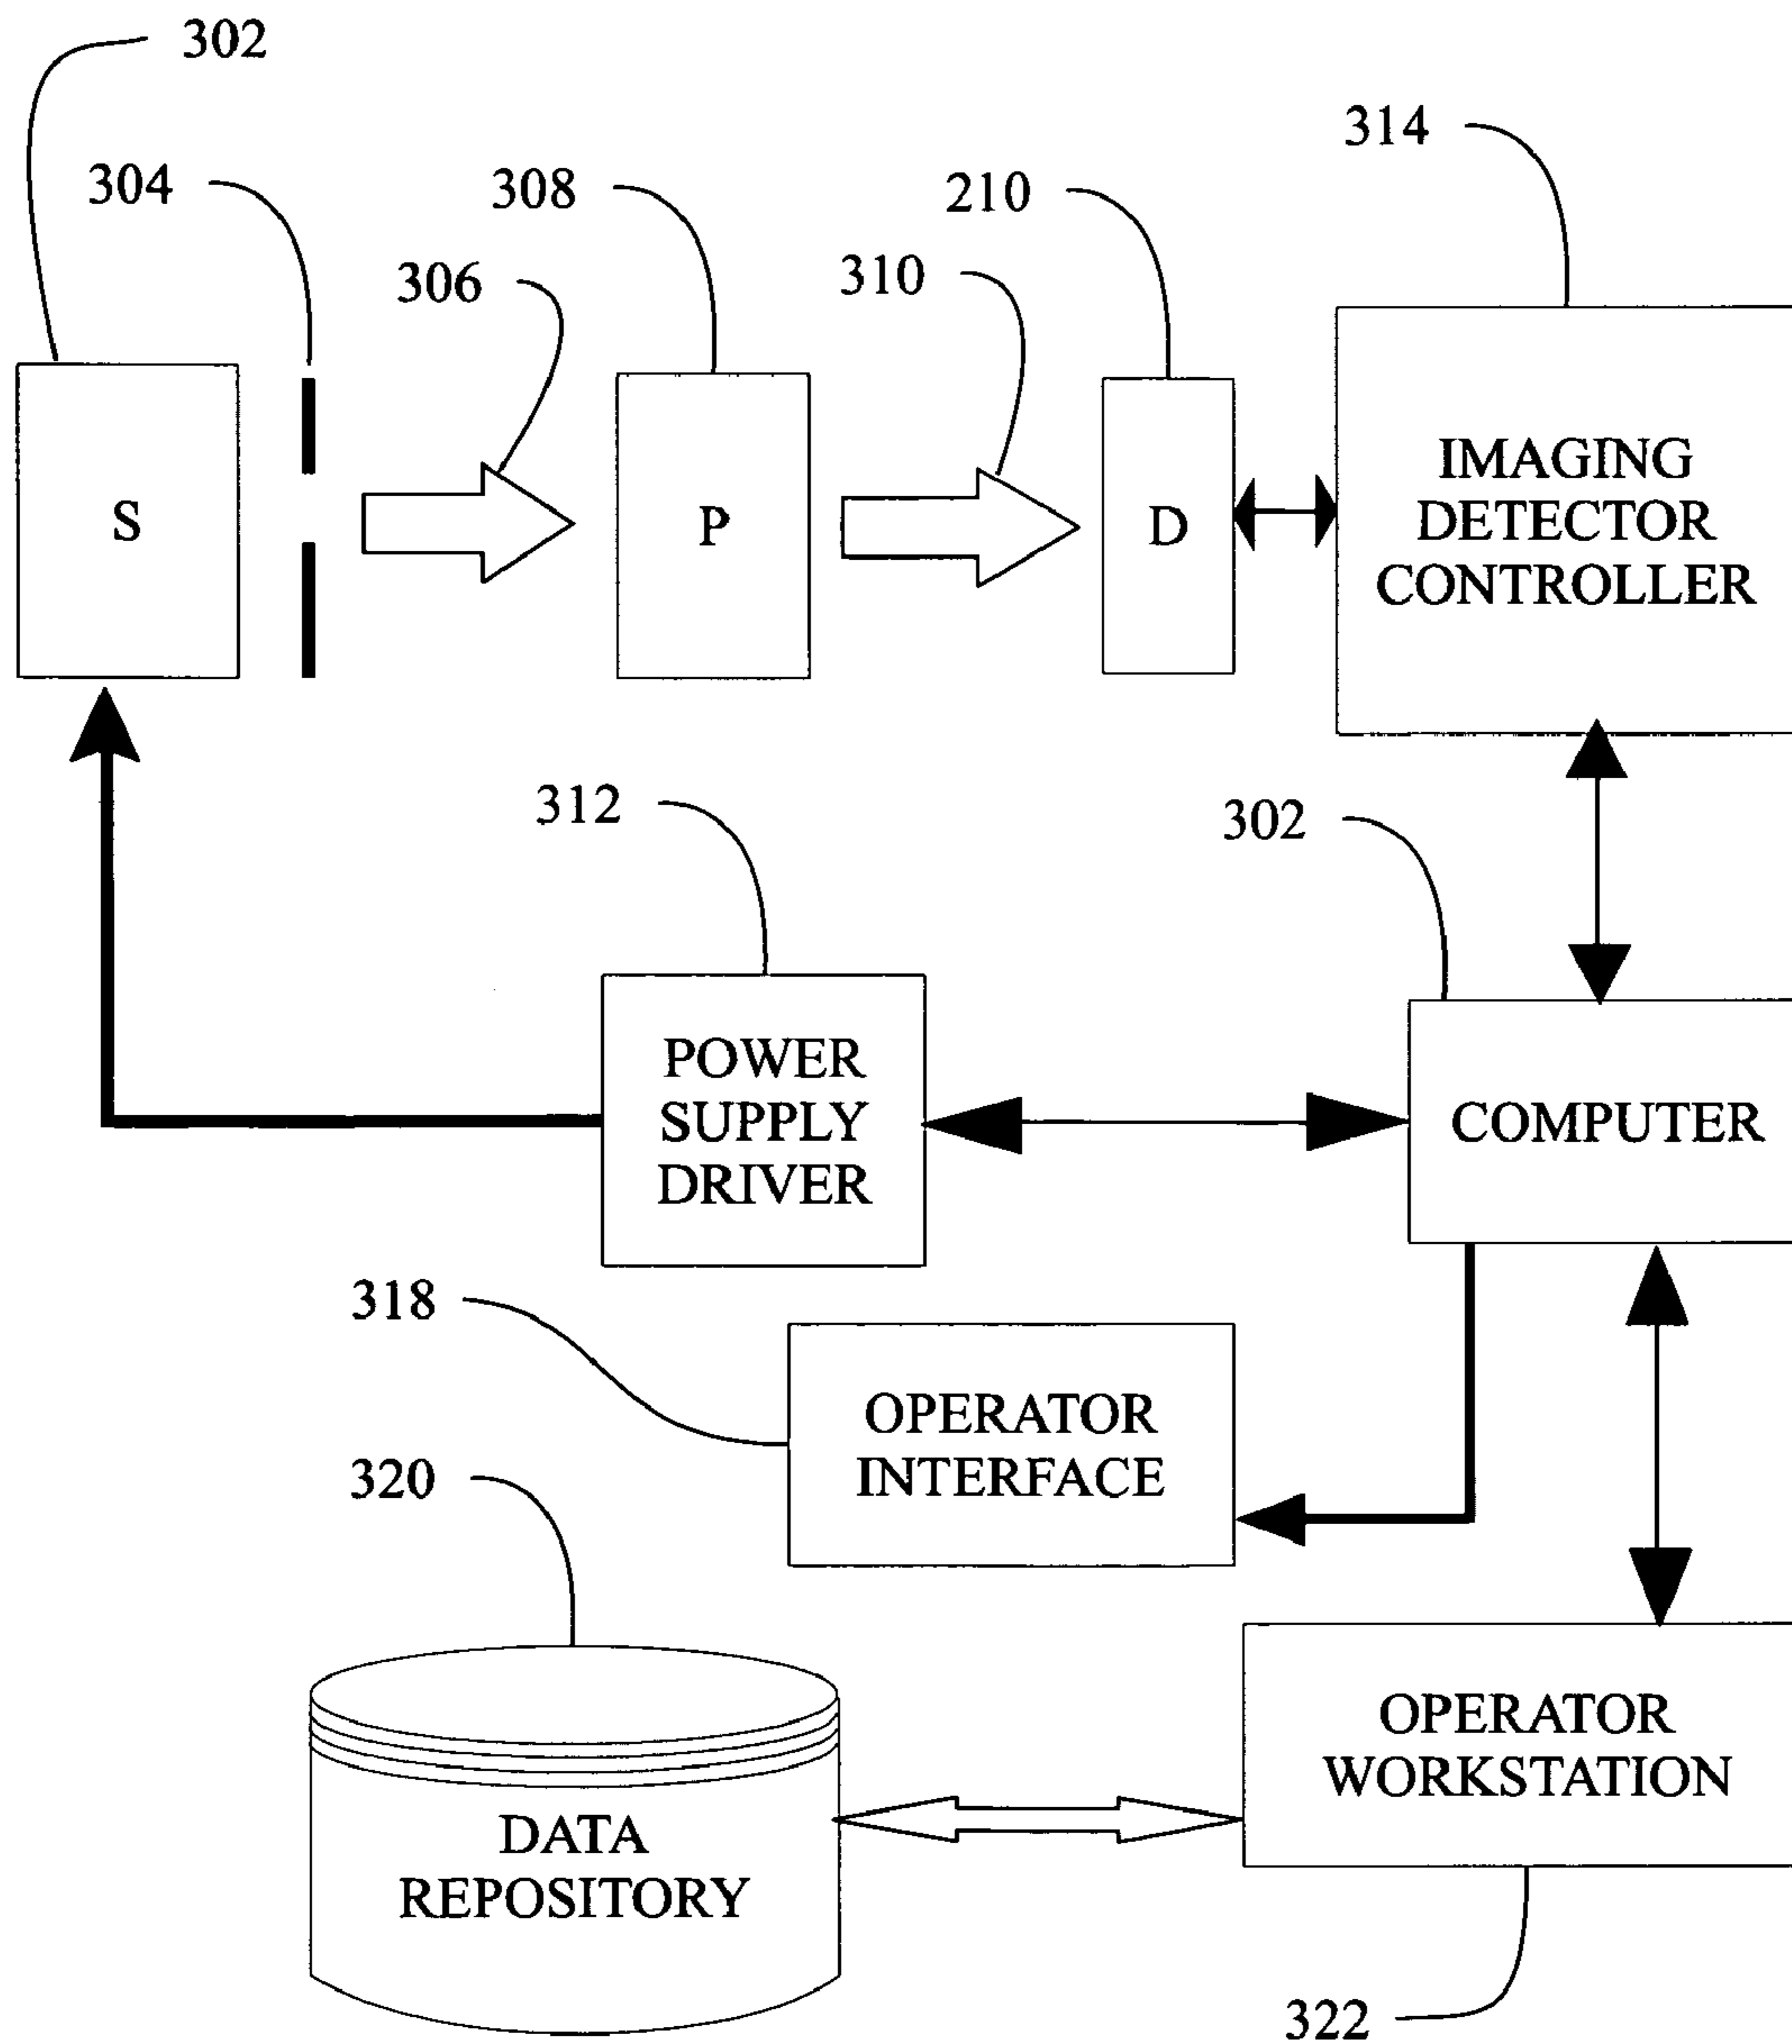 302
314
304
308
210
306
310
S
P
D
IMAGING
DETECTOR
CONTROLLER
312
302
POWER
SUPPLY
DRIVER
COMPUTER
318
OPERATOR
INTERFACE
320
OPERATOR
WORKSTATION
DATA
REPOSITORY
322